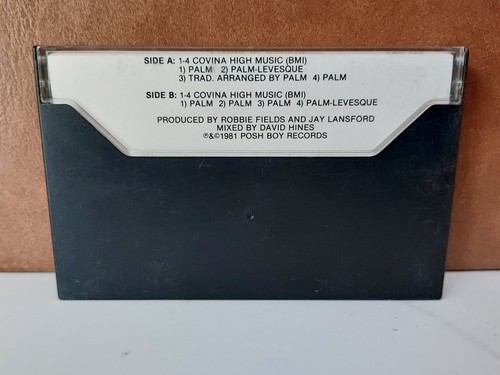 SIDE A: 1-4 COVINA HIGH MUSIC (BMI)
1) PALM 2) PALM-LEVESQUE
3) TRAD. ARRANGED BY PALM 4) PALM
SIDE B: 1-4 COVINA HIGH MUSIC (BMI)
1) PALM 2) PALM 3) PALM 4) PALM-LEVESQUE
PRODUCED BY ROBBIE FIELDS AND JAY LANSFORD
MIXED BY DAVID HINES
℗&©1981 POSH BOY RECORDS